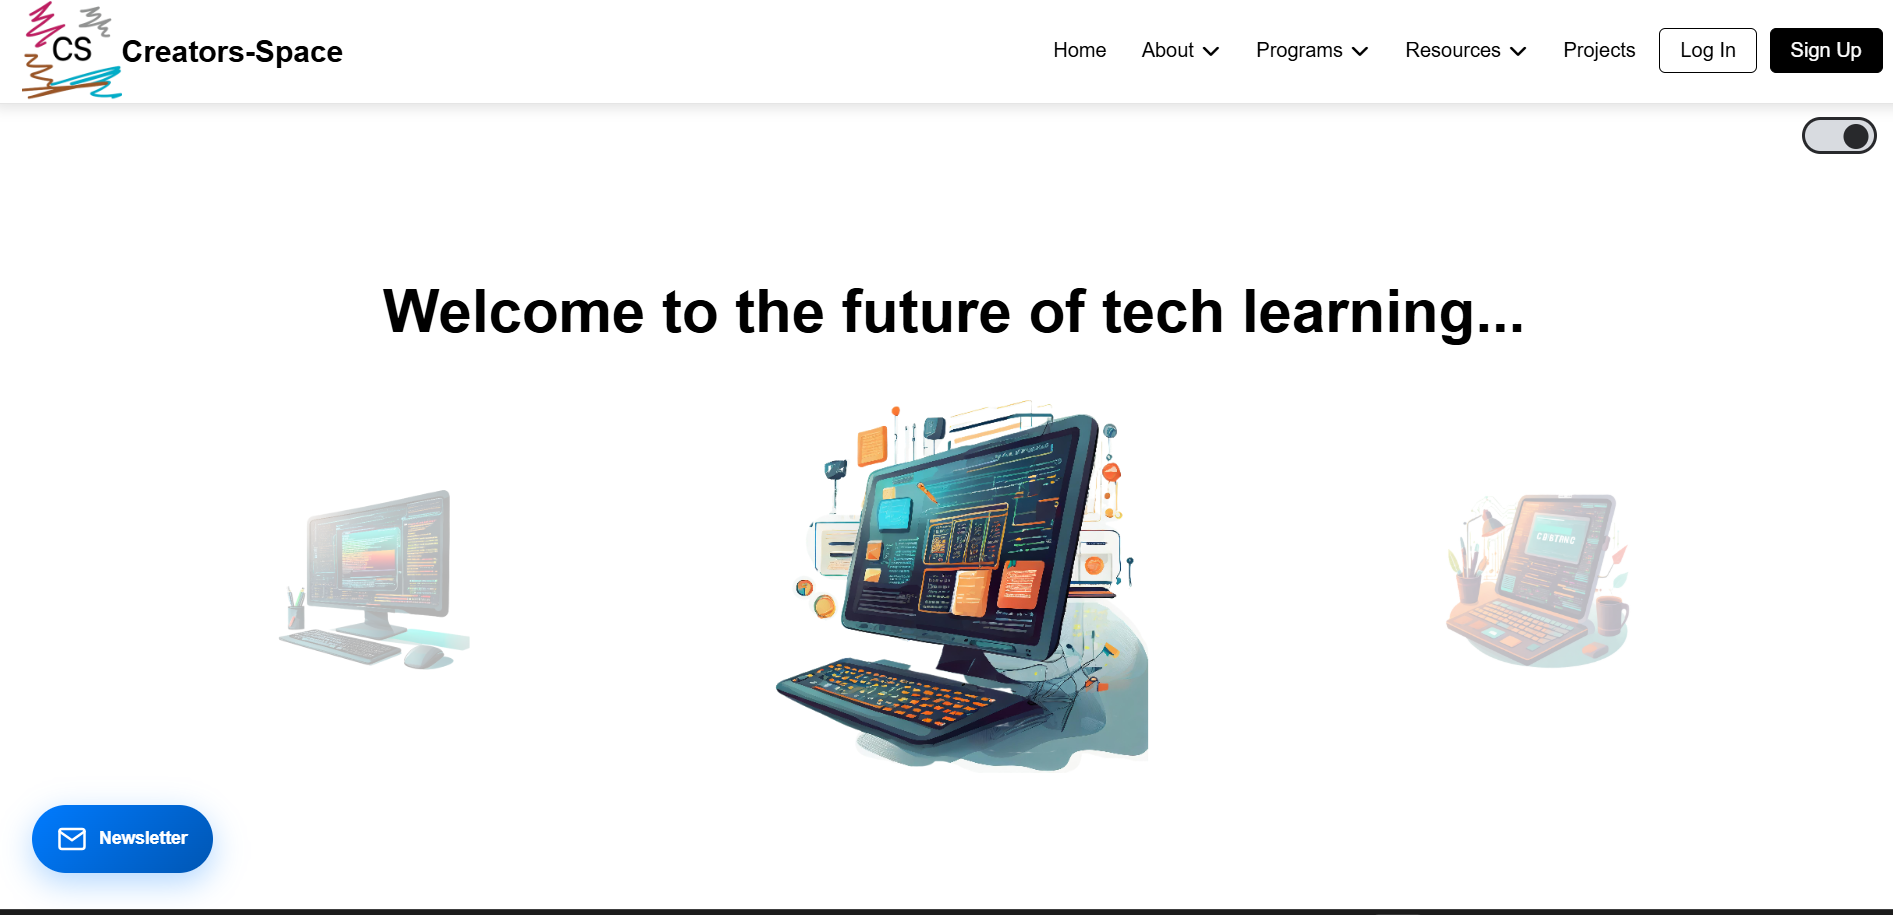 CS
Creators-Space
Home
About
Programs
Resources
Projects
Log In
Sign Up
Welcome to the future of tech learning...
Newsletter